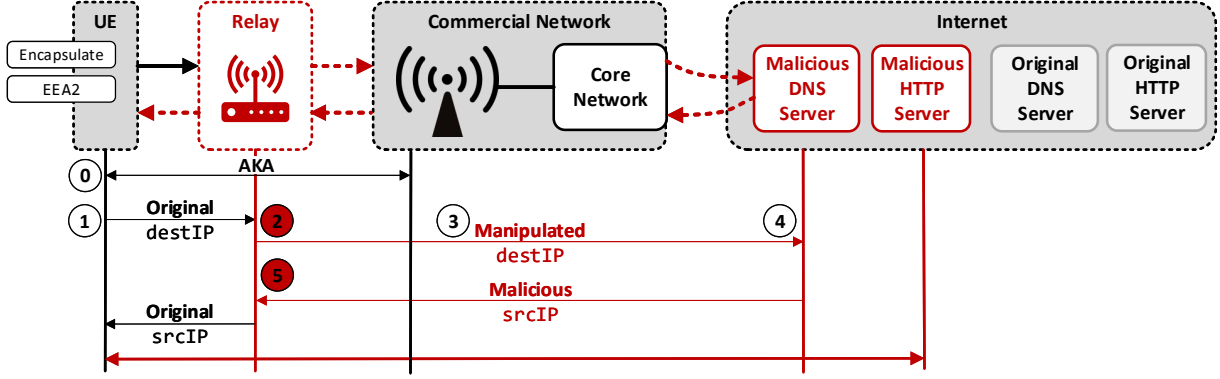 UE
Relay
Commercial Network
Internet
Encapsulate
EEA2
Core
Network
Malicious
DNS
Server
Malicious
HTTP
Server
Original
DNS
Server
Original
HTTP
Server
0
AKA
1
Original
destIP
2
3
Manipulated
destIP
4
5
Malicious
srcIP
Original
srcIP